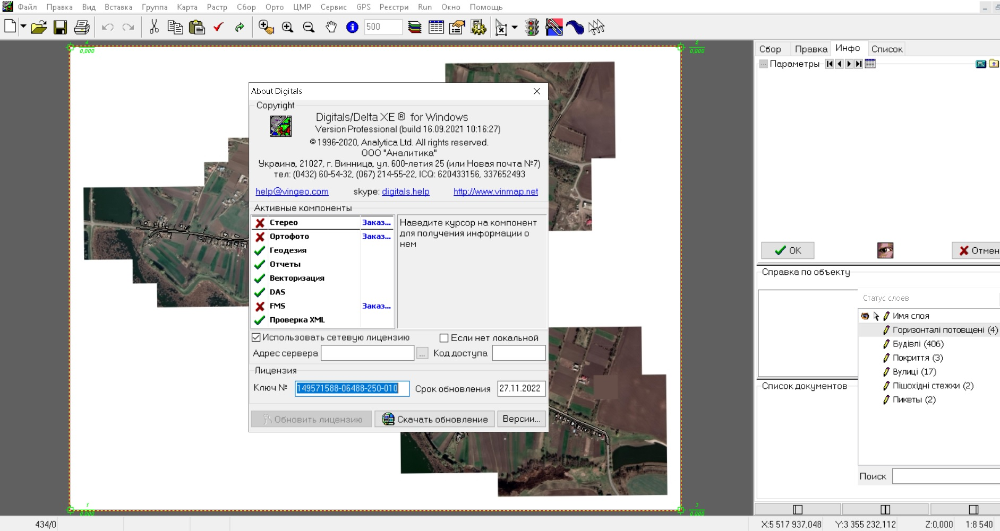 Файл Правка Вид Вставка Группа Карта Растр Сбор Орто ЦМР Сервис GPS Реєстри Run Окно Помощь
500
2
0,000
2
0,000
Сбор Правка Инфо Список
Параметры
About Digitals
Copyright
Digitals/Delta XE ® for Windows
Version Professional (build 16.09.2021 10:16:27)
© 1996-2020, Analytica Ltd. All rights reserved.
ООО "Аналитика"
Украина, 21027, г. Винница, ул. 600-летия 25 (или Новая почта №7)
тел: (0432) 60-54-32, (067) 214-55-22, ICQ: 620433156, 337652493
help@vingeo.com skype: digitals.help http://www.vinmap.net
Активные компоненты
Стерео Заказ...
Ортофото Заказ...
Геодезия
Отчеты
Векторизация
DAS
FMS Заказ...
Проверка XML
Наведите курсор на компонент
для получения информации о
нем
Использовать сетевую лицензию Если нет локальной
Адрес сервера ... Код доступа
Лицензия
Ключ № 149571588-06488-250-010 Срок обновления 27.11.2022
Обновить лицензию Скачать обновление Версии...
OK Отмен
Справка по объекту
Статус слоев
Имя слоя
Горизонталі потовщені (4)
Будівлі (406)
Покриття (3)
Вулиці (17)
Пішохідні стежки (2)
Пикеты (2)
Список документов
Поиск
1
0,000
0,000
434/0 X:5 517 937,048 Y:3 355 232,112 Z:0,000 1:8 540